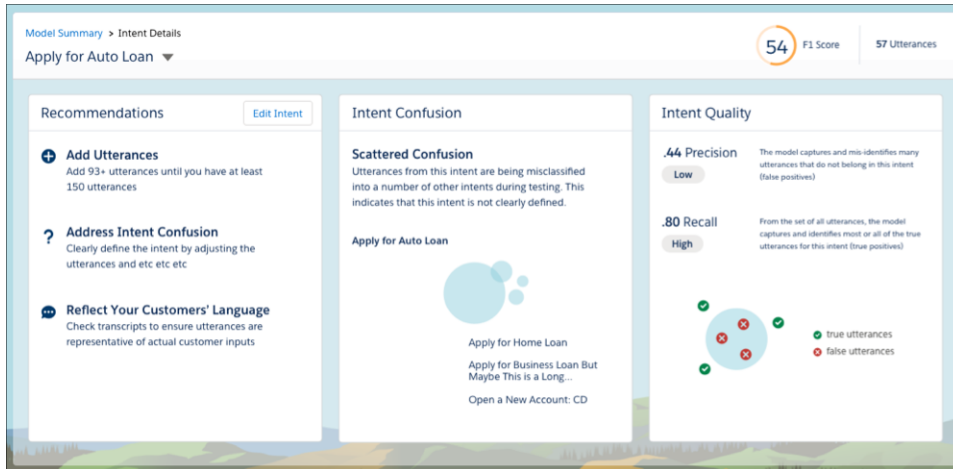 Model Summary > Intent Details
Apply for Auto Loan
54 F1 Score
57 Utterances
Recommendations
Edit Intent
Add Utterances
Add 93+ utterances until you have at least
150 utterances
? Address Intent Confusion
Clearly define the intent by adjusting the
utterances and etc etc etc
Reflect Your Customers' Language
Check transcripts to ensure utterances are
representative of actual customer inputs
Intent Confusion
Scattered Confusion
Utterances from this intent are being misclassified
into a number of other intents during testing. This
indicates that this intent is not clearly defined.
Apply for Auto Loan
Apply for Home Loan
Apply for Business Loan But
Maybe This is a Long...
Open a New Account: CD
Intent Quality
.44 Precision
Low
The model captures and mis-identifies many
utterances that do not belong in this intent
(false positives)
.80 Recall
High
From the set of all utterances, the model
captures and identifies most or all of the true
utterances for this intent (true positives)
true utterances
false utterances